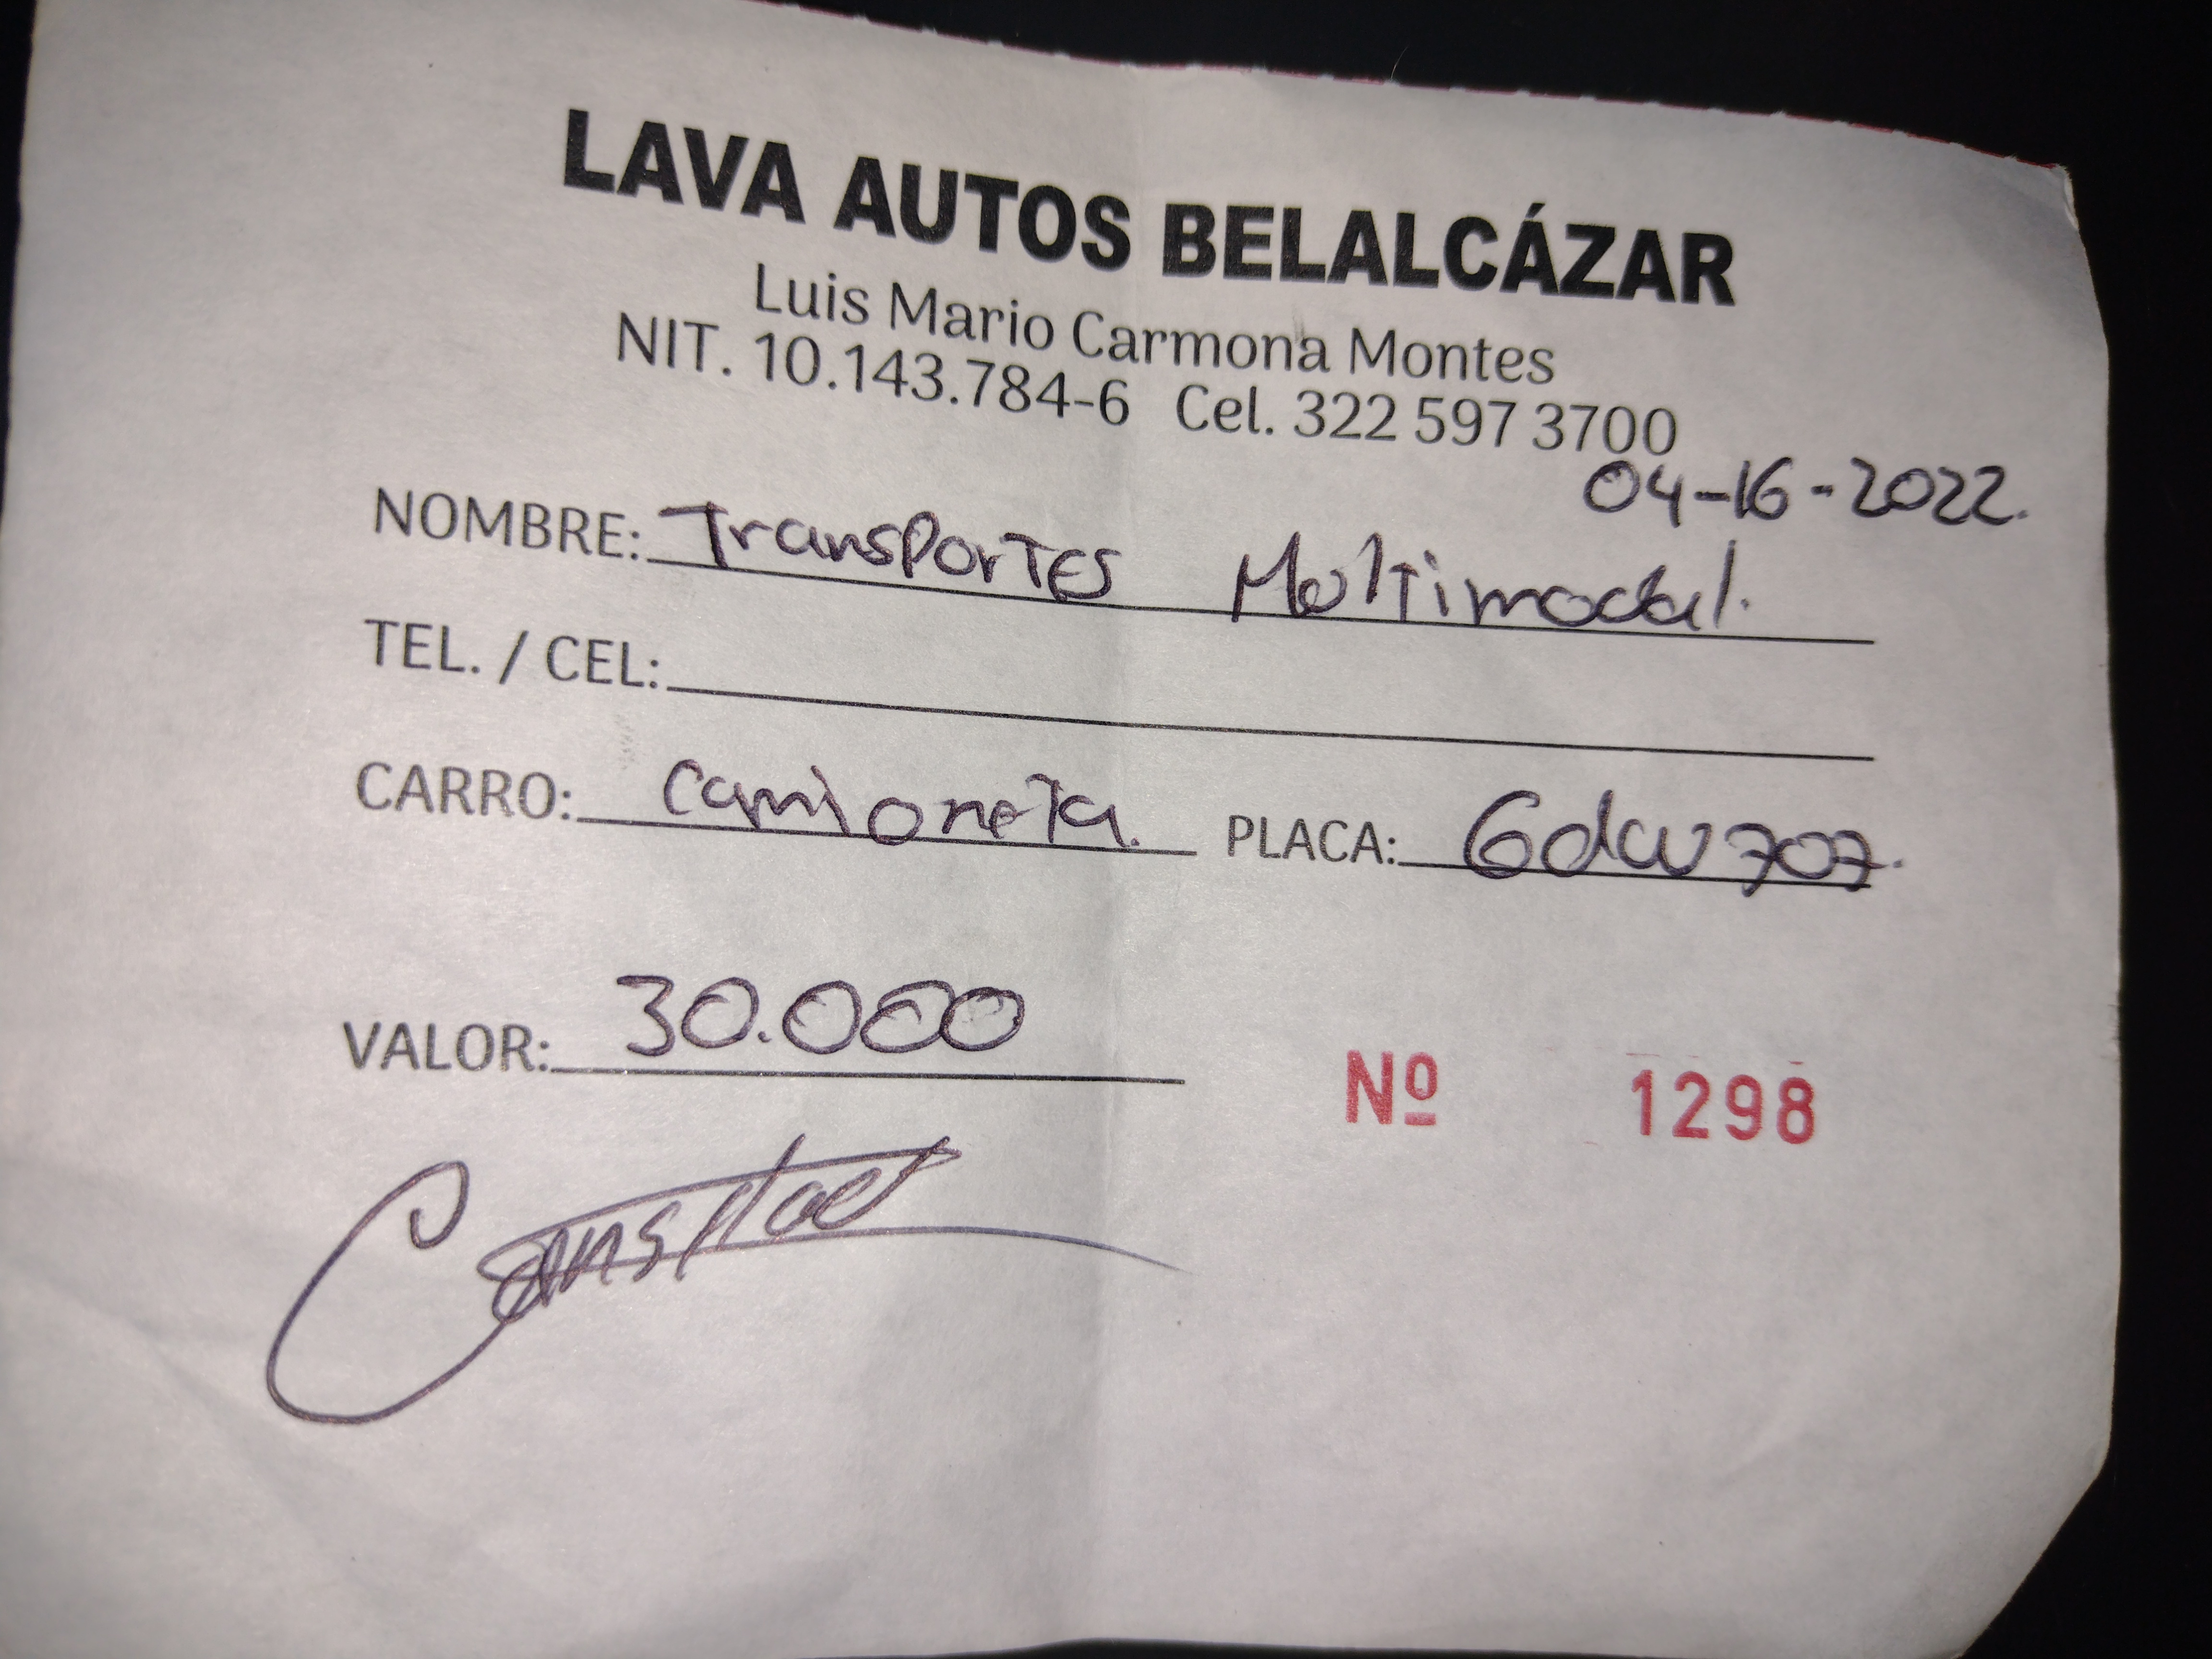 LAVA AUTOS BELALCÁZAR
Luis Mario Carmona Montes
NIT. 10.143.784-6 Cel. 322 597 3700
04-16-2022.
NOMBRE: Transportes Multimodal.
TEL. / CEL:
CARRO: camioneta. PLACA: Gdw707.
VALOR: 30.000
Nº 1298